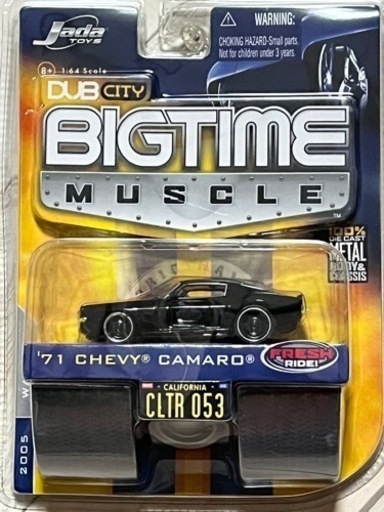 Jada
TOYS
WARNING:
CHOKING HAZARD-Small parts.
Not for children under 3 years.
8+ 1:64 Scale
DUB CITY
BIGTIME
MUSCLE
TM
100%
DIE CAST
METAL
BODY &
CHASSIS
'71 CHEVY® CAMARO®
FRESH
RIDE!
CALIFORNIA
CLTR 053
2005